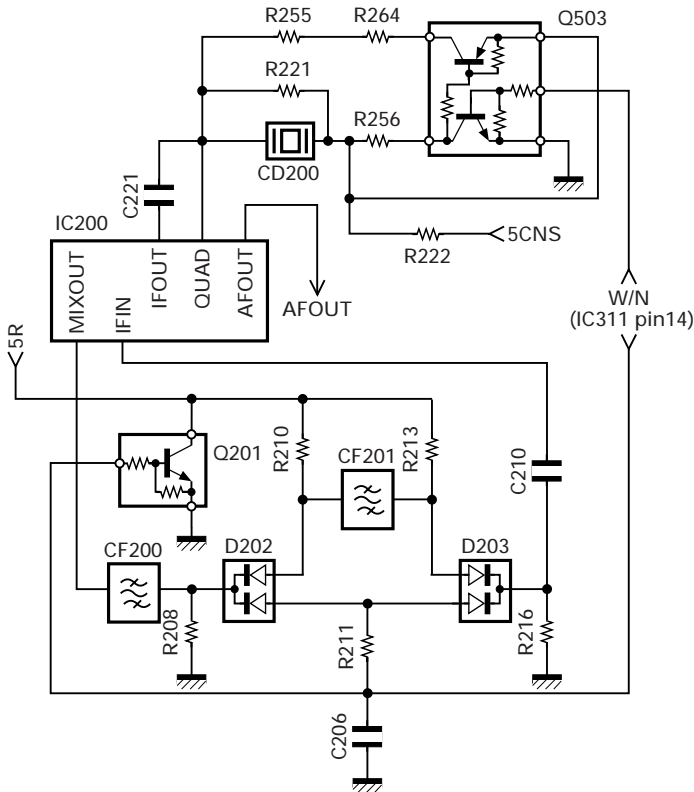 R255
R264
Q503
R221
R256
CD200
C221
IC200
R222
5CNS
MIXOUT
IFIN
IFOUT
QUAD
AFOUT
AFOUT
W/N
(IC311 pin14)
5R
Q201
R210
CF201
R213
C210
CF200
D202
D203
R208
R211
R216
C206